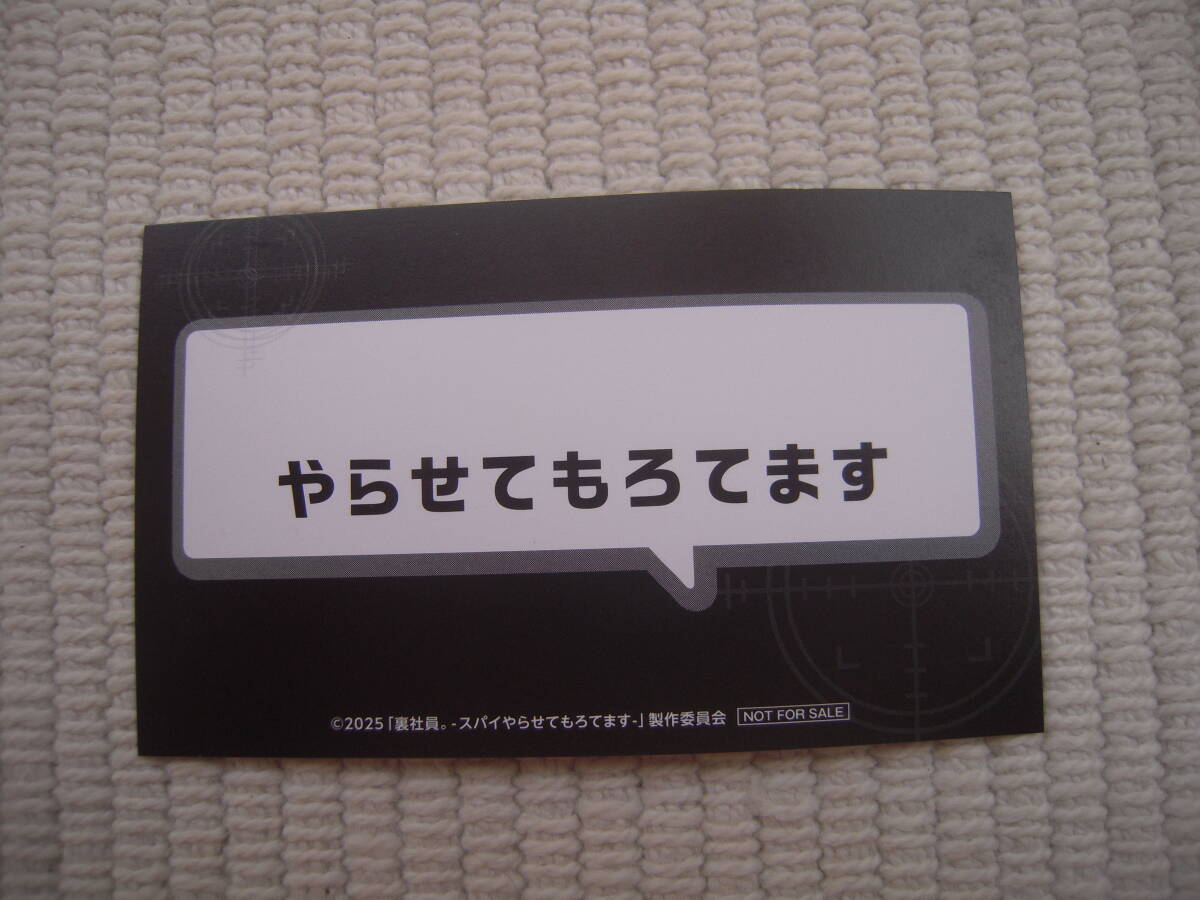 やらせてもろてます
©2025「裏社員。-スパイやらせてもろてます-」製作委員会 NOT FOR SALE